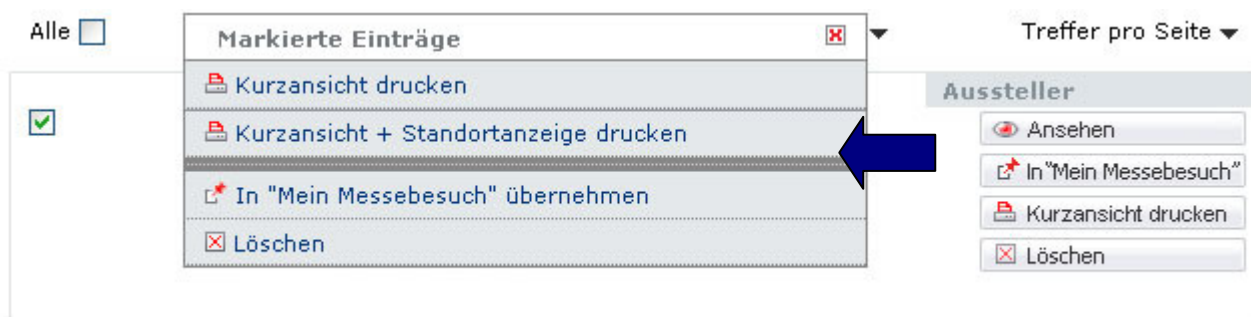 Alle
Markierte Einträge
Treffer pro Seite
Kurzansicht drucken
Kurzansicht + Standortanzeige drucken
In "Mein Messebesuch" übernehmen
Löschen
Aussteller
Ansehen
In "Mein Messebesuch"
Kurzansicht drucken
Löschen